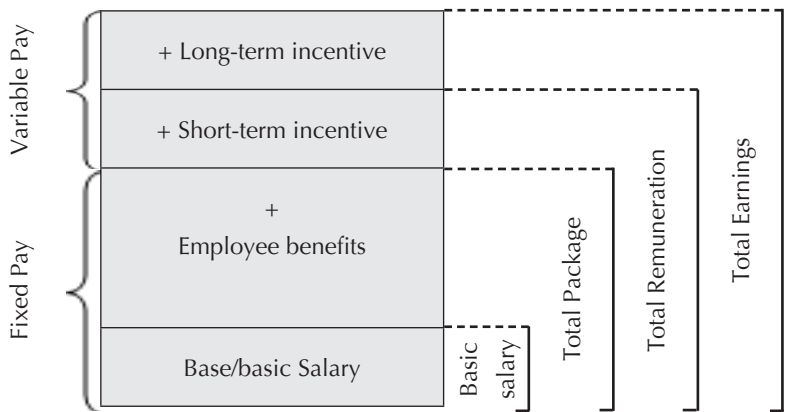 Variable Pay
+ Long-term incentive
+ Short-term incentive
Fixed Pay
+
Employee benefits
Base/basic Salary
Basic
salary
Total Package
Total Remuneration
Total Earnings